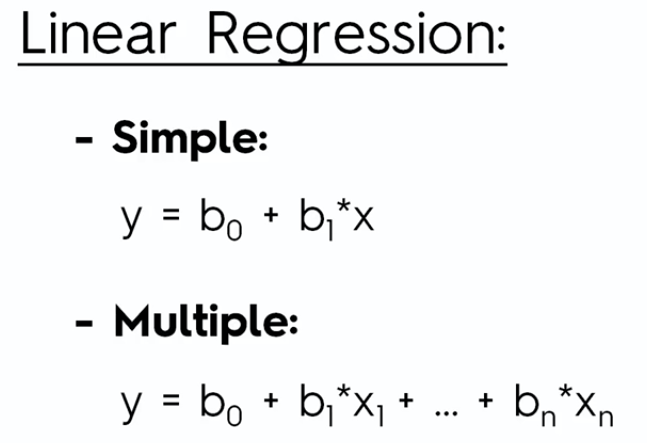 Linear Regression:
- Simple:
y = b₀ + b₁*x
- Multiple:
y = b₀ + b₁*x₁ + ... + bₙ*xₙ